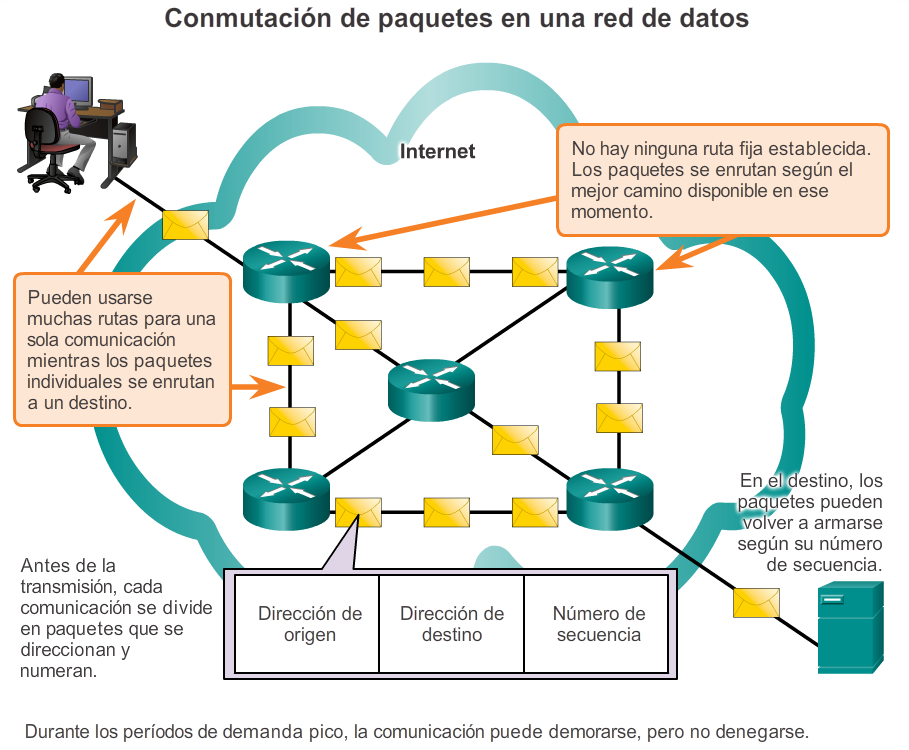 Conmutación de paquetes en una red de datos
Internet
No hay ninguna ruta fija establecida.
Los paquetes se enrutan según el
mejor camino disponible en ese
momento.
Pueden usarse
muchas rutas para una
sola comunicación
mientras los paquetes
individuales se enrutan
a un destino.
En el destino, los
paquetes pueden
volver a armarse
según su número
de secuencia.
Antes de la
transmisión, cada
comunicación se divide
en paquetes que se
direccionan y
numeran.
Dirección de
origen
Dirección de
destino
Número de
secuencia
Durante los períodos de demanda pico, la comunicación puede demorarse, pero no denegarse.